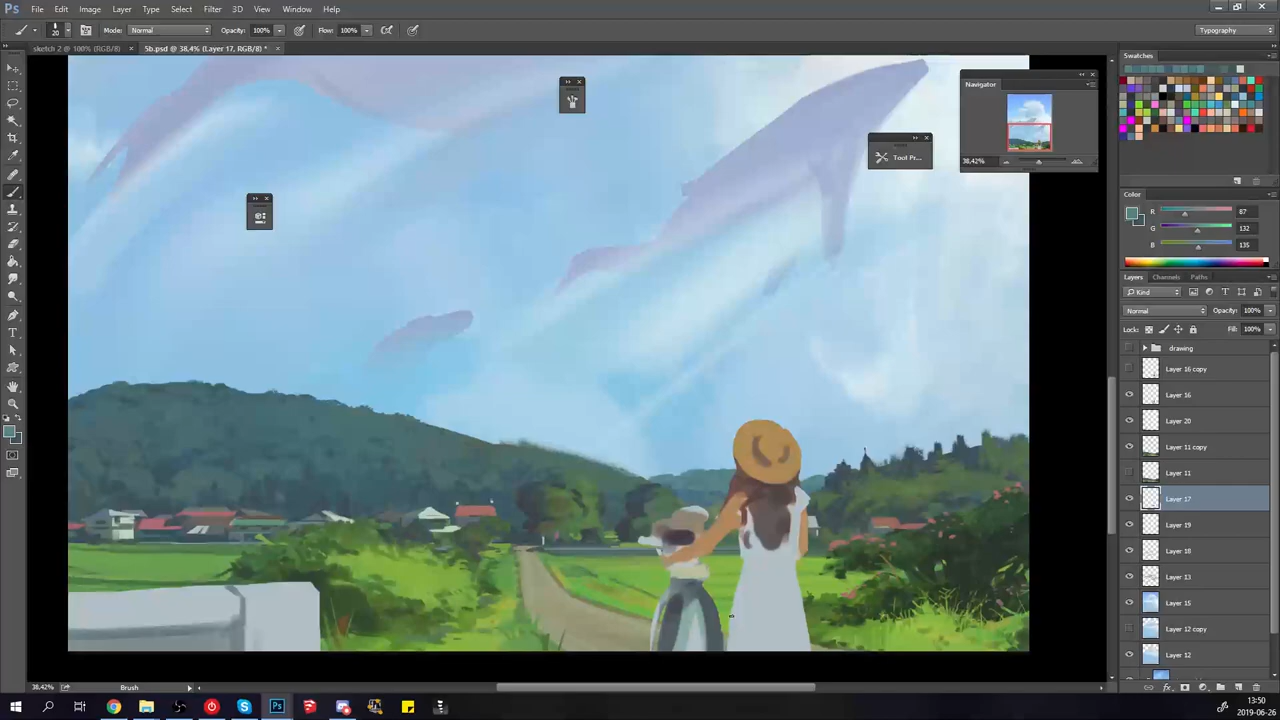 Ps File Edit Image Layer Type Select Filter 3D View Window Help
20 Mode: Normal Opacity: 100% Flow: 100% Typography
sketch 2 @ 100% (RGB/8) × 5b.psd @ 38,4% (Layer 17, RGB/8) * ×
Swatches
Navigator
Tool Pr...
38,42%
Color
R 87
G 132
B 135
Layers Channels Paths
Kind
Normal Opacity: 100%
Lock: Fill: 100%
drawing
Layer 16 copy
Layer 16
Layer 20
Layer 11 copy
Layer 11
Layer 17
Layer 19
Layer 18
Layer 13
Layer 15
Layer 12 copy
Layer 12
38,42% Brush
Ps
13:50
2019-06-26